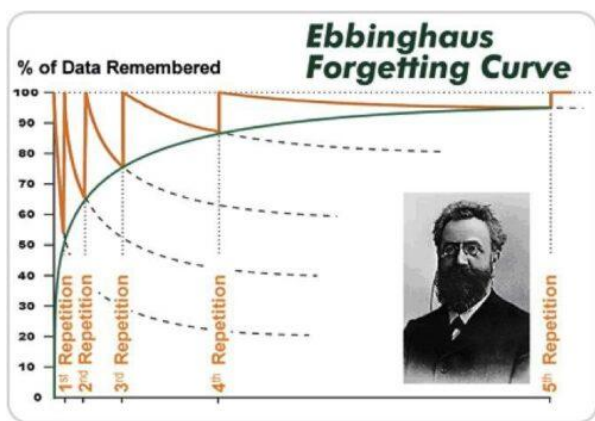 Ebbinghaus
Forgetting Curve
% of Data Remembered
100
90
80
70
60
50
40
30
20
10
0
1st Repetition
2nd Repetition
3rd Repetition
4th Repetition
5th Repetition